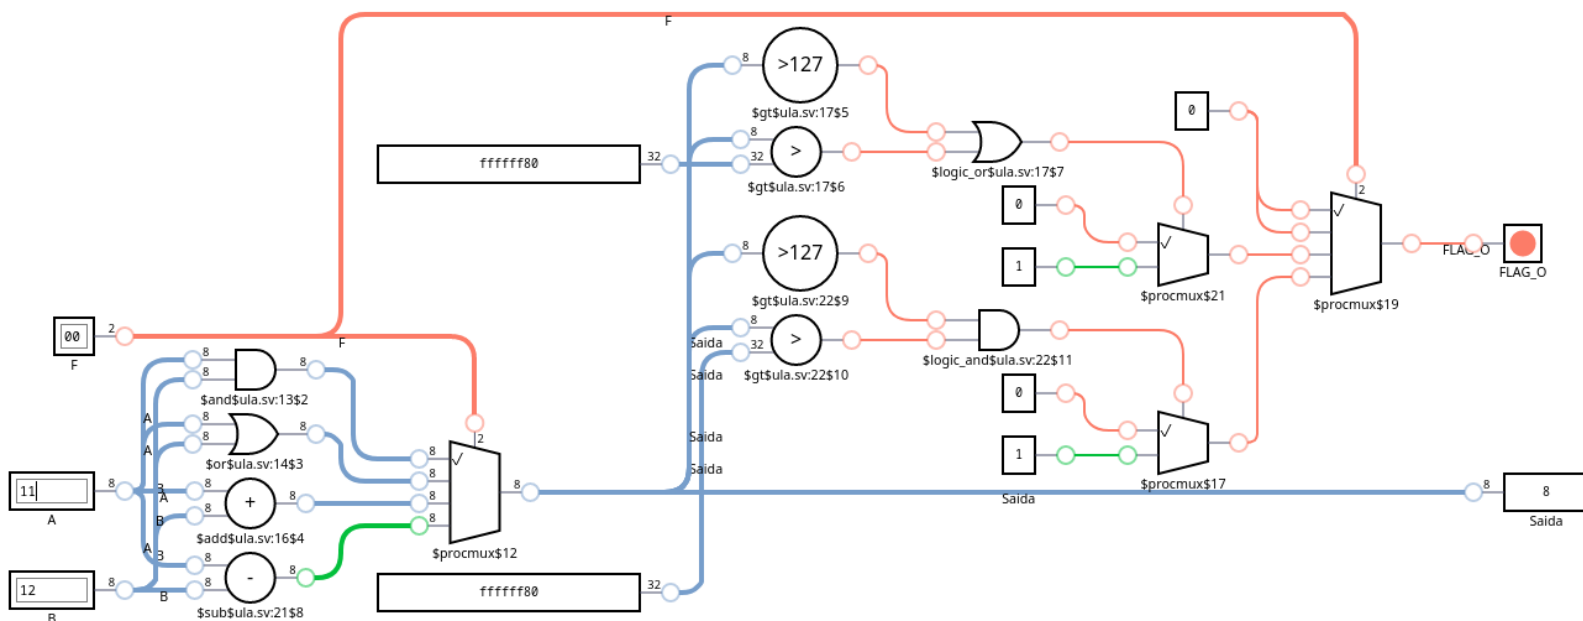 F
>127
8
$gt$ula.sv:17$5
0
8
32
>
$gt$ula.sv:17$6
ffffff80
32
$logic_or$ula.sv:17$7
0
2
✓
1
✓
$procmux$21
FLAG_O
FLAG_O
$procmux$19
8
>127
$gt$ula.sv:22$9
8
32
>
$gt$ula.sv:22$10
$logic_and$ula.sv:22$11
0
1
✓
$procmux$17
00
2
F
F
8
8
8
$and$ula.sv:13$2
8
8
8
$or$ula.sv:14$3
A
A
11
8
A
8
8
+
$add$ula.sv:16$4
B
A
B
A
B
12
8
B
8
8
-
8
$sub$ula.sv:21$8
B
2
8
✓
8
8
8
8
$procmux$12
Saida
Saida
Saida
Saida
Saida
8
8
Saida
ffffff80
32